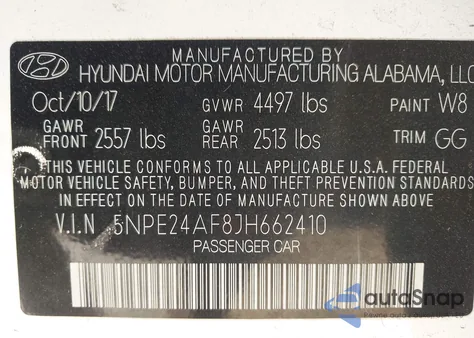 MANUFACTURED BY
HYUNDAI MOTOR MANUFACTURING ALABAMA, LLC
Oct/10/17 GVWR 4497 lbs PAINT W8
GAWR FRONT 2557 lbs GAWR REAR 2513 lbs TRIM GG
THIS VEHICLE CONFORMS TO ALL APPLICABLE U.S.A. FEDERAL
MOTOR VEHICLE SAFETY, BUMPER, AND THEFT PREVENTION STANDARDS
IN EFFECT ON THE DATE OF MANUFACTURE SHOWN ABOVE.
V.I.N 5NPE24AF8JH662410
PASSENGER CAR
autoSnap